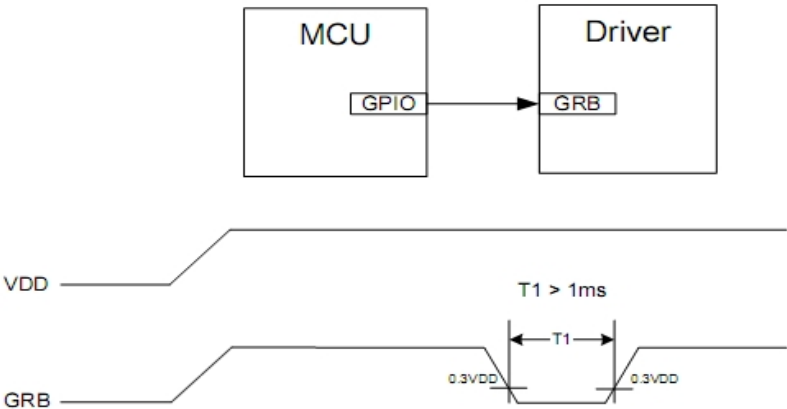 MCU
Driver
GPIO
GRB
VDD
T1 > 1ms
T1
0.3VDD
0.3VDD
GRB